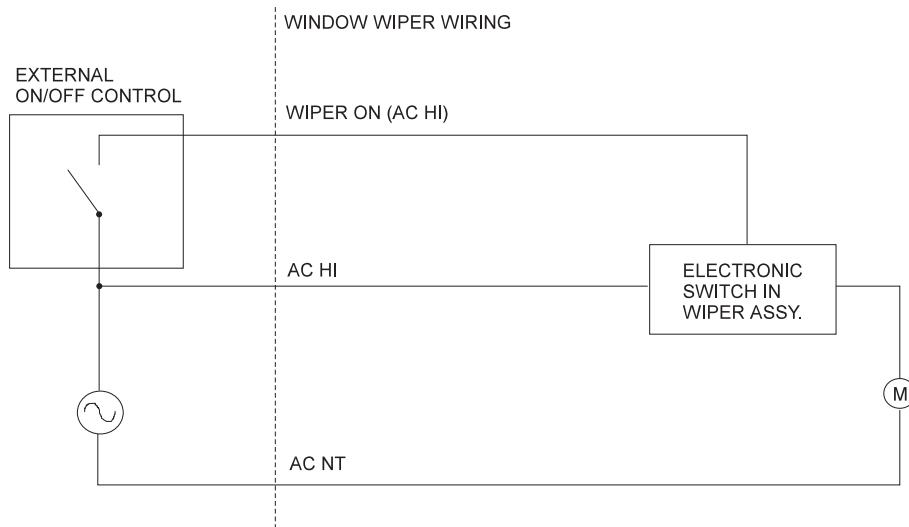 WINDOW WIPER WIRING
EXTERNAL
ON/OFF CONTROL
WIPER ON (AC HI)
AC HI
ELECTRONIC
SWITCH IN
WIPER ASSY.
M
AC NT